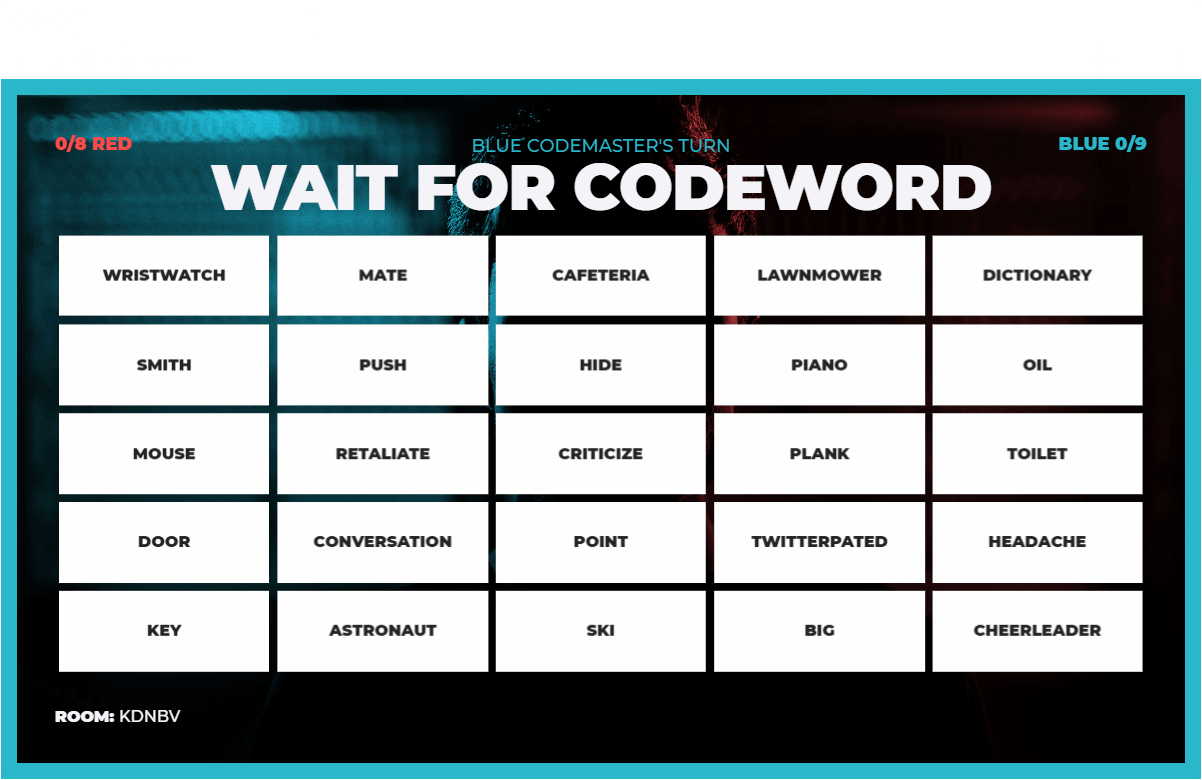 0/8 RED
BLUE CODEMASTER'S TURN
BLUE 0/9
WAIT FOR CODEWORD
WRISTWATCH MATE CAFETERIA LAWNMOWER DICTIONARY
SMITH PUSH HIDE PIANO OIL
MOUSE RETALIATE CRITICIZE PLANK TOILET
DOOR CONVERSATION POINT TWITTERPATED HEADACHE
KEY ASTRONAUT SKI BIG CHEERLEADER
ROOM: KDNBV